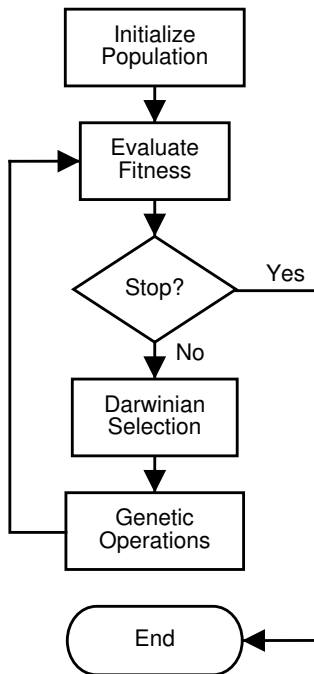 Initialize
Population
Evaluate
Fitness
Stop?
Yes
No
Darwinian
Selection
Genetic
Operations
End